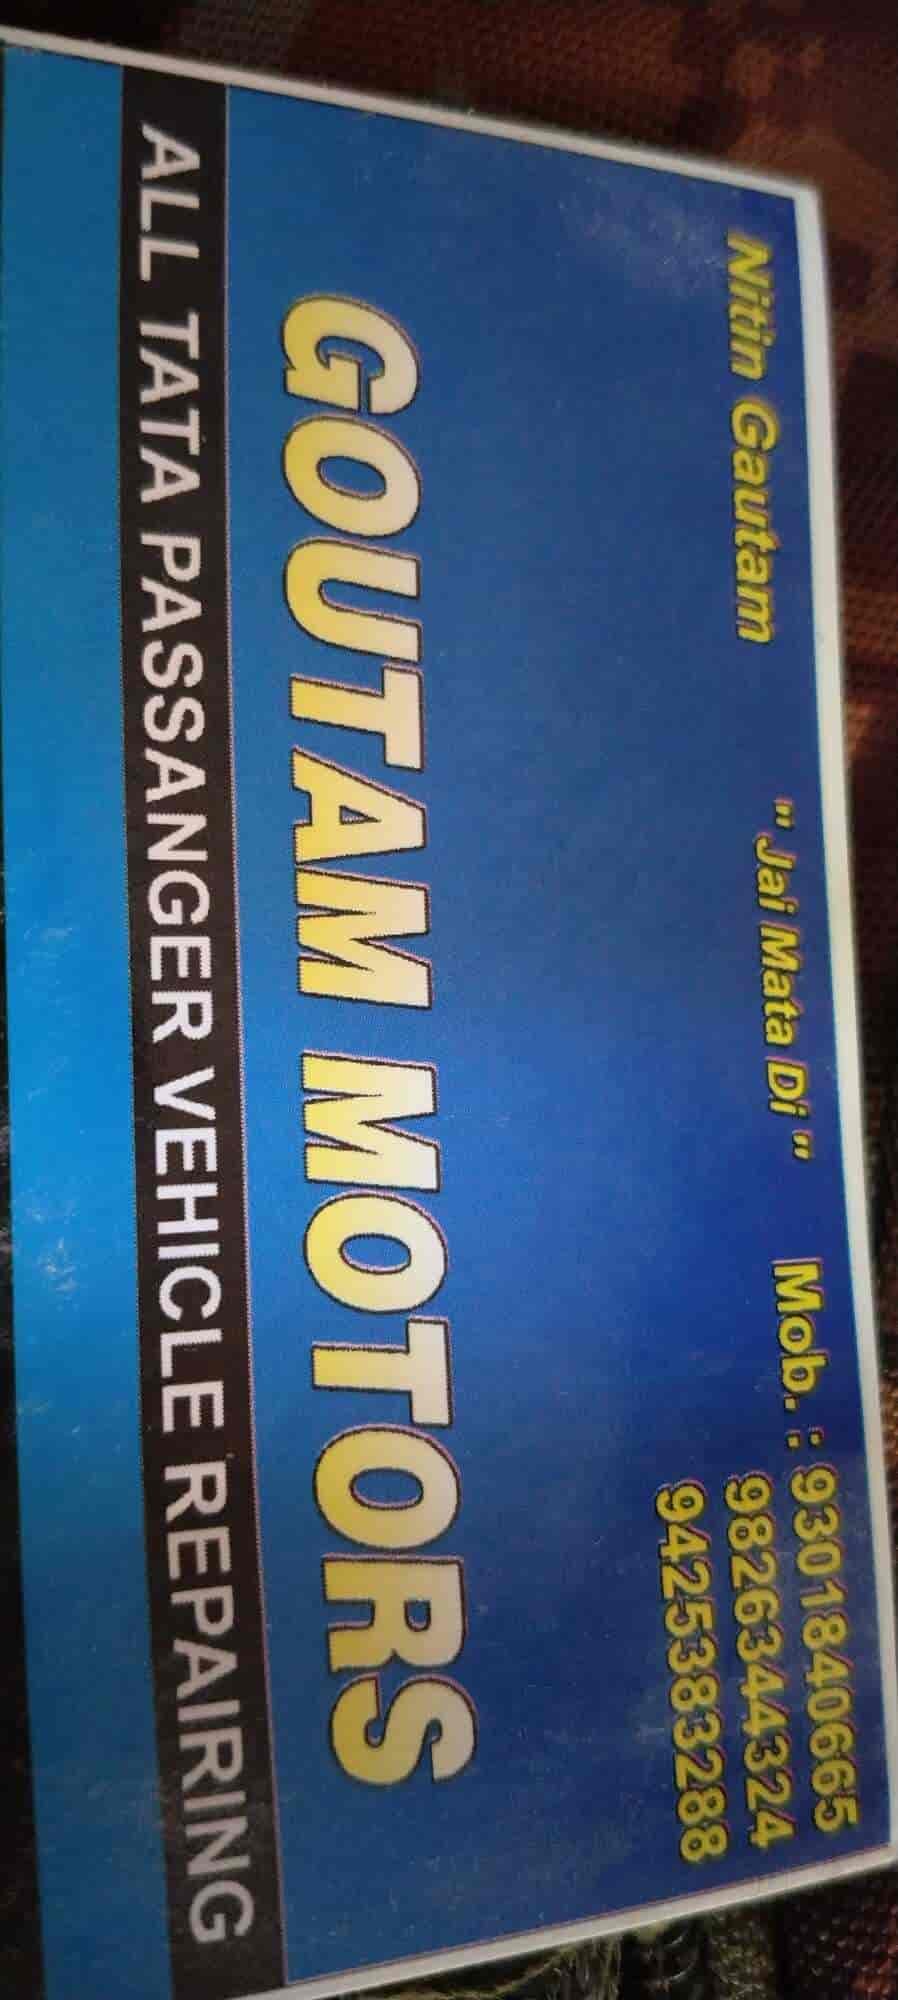 Nitin Gautam
" Jai Mata Di "
Mob. : 9301840665
9826344324
9425383288
GOUTAM MOTORS
ALL TATA PASSANGER VEHICLE REPAIRING